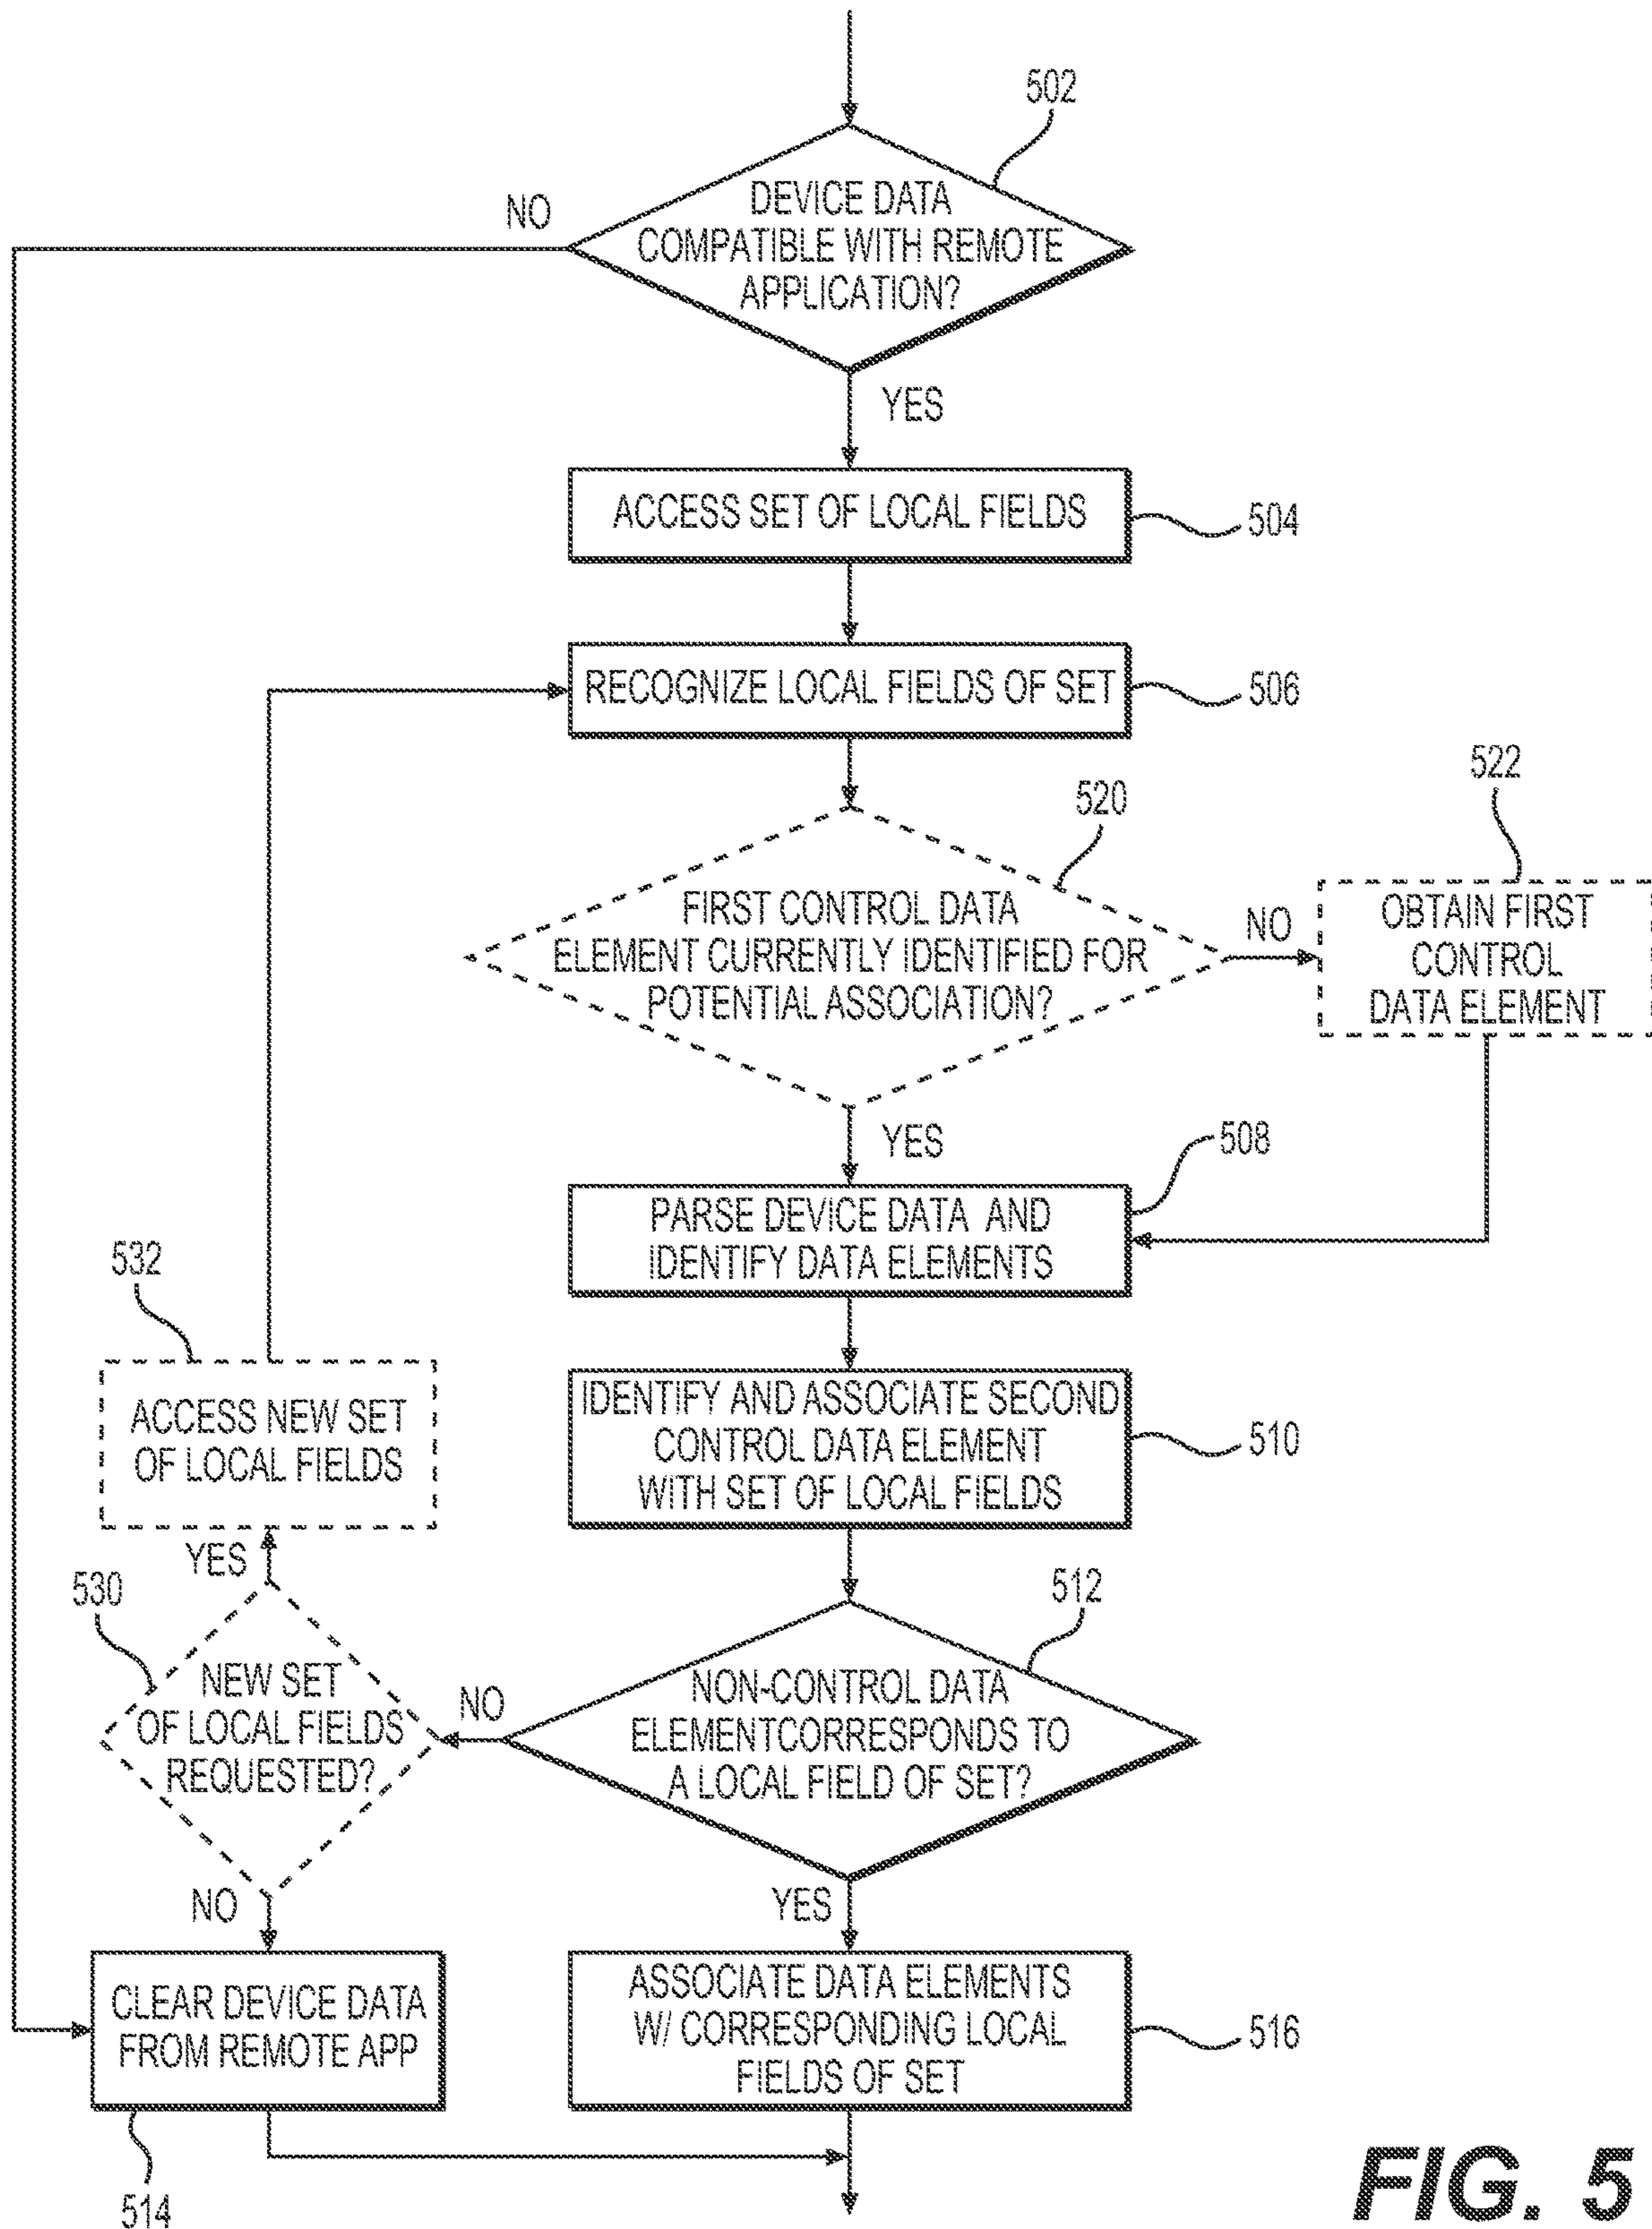 502
NO
DEVICE DATA
COMPATIBLE WITH REMOTE
APPLICATION?
YES
ACCESS SET OF LOCAL FIELDS
504
RECOGNIZE LOCAL FIELDS OF SET
506
520
522
FIRST CONTROL DATA
ELEMENT CURRENTLY IDENTIFIED FOR
POTENTIAL ASSOCIATION?
NO
OBTAIN FIRST
CONTROL
DATA ELEMENT
YES
508
PARSE DEVICE DATA AND
IDENTIFY DATA ELEMENTS
532
ACCESS NEW SET
OF LOCAL FIELDS
IDENTIFY AND ASSOCIATE SECOND
CONTROL DATA ELEMENT
WITH SET OF LOCAL FIELDS
510
YES
530
512
NEW SET
OF LOCAL FIELDS
REQUESTED?
NO
NON-CONTROL DATA
ELEMENTCORRESPONDS TO
A LOCAL FIELD OF SET?
NO
YES
CLEAR DEVICE DATA
FROM REMOTE APP
ASSOCIATE DATA ELEMENTS
W/ CORRESPONDING LOCAL
FIELDS OF SET
516
514
FIG. 5